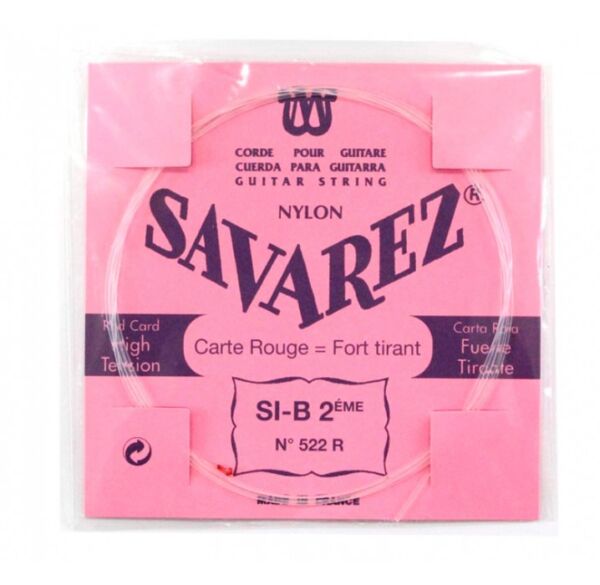 CORDE POUR GUITARE
CUERDA PARA GUITARRA
GUITAR STRING
NYLON
SAVAREZ®
Red Card
High
Tension
Carte Rouge = Fort tirant
Carta Roja
Fuerte
Tirante
SI-B 2ÉME
N° 522 R
MADE IN FRANCE